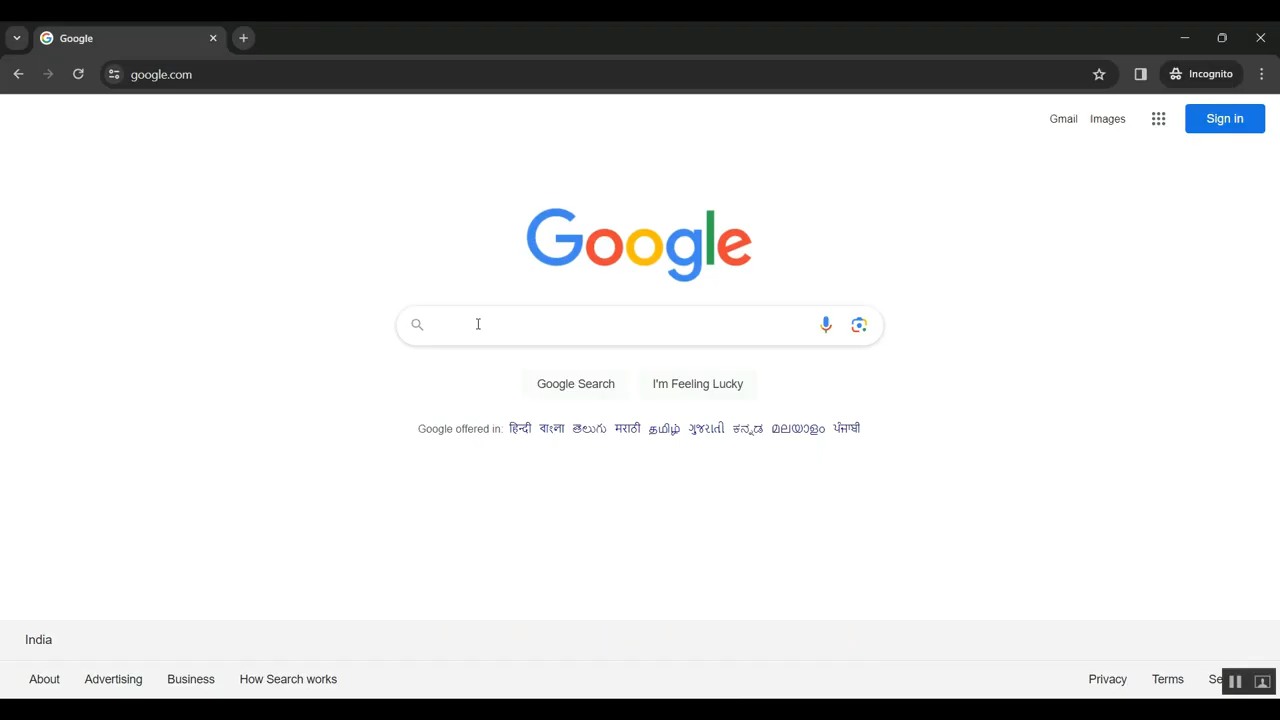 Google
google.com
Incognito
Gmail Images
Sign in
Google
Google Search I'm Feeling Lucky
Google offered in: हिन्दी বাংলা తెలుగు मराठी தமிழ் ગુજરાતી ಕನ್ನಡ മലയാളം ਪੰਜਾਬੀ
India
About Advertising Business How Search works Privacy Terms Se